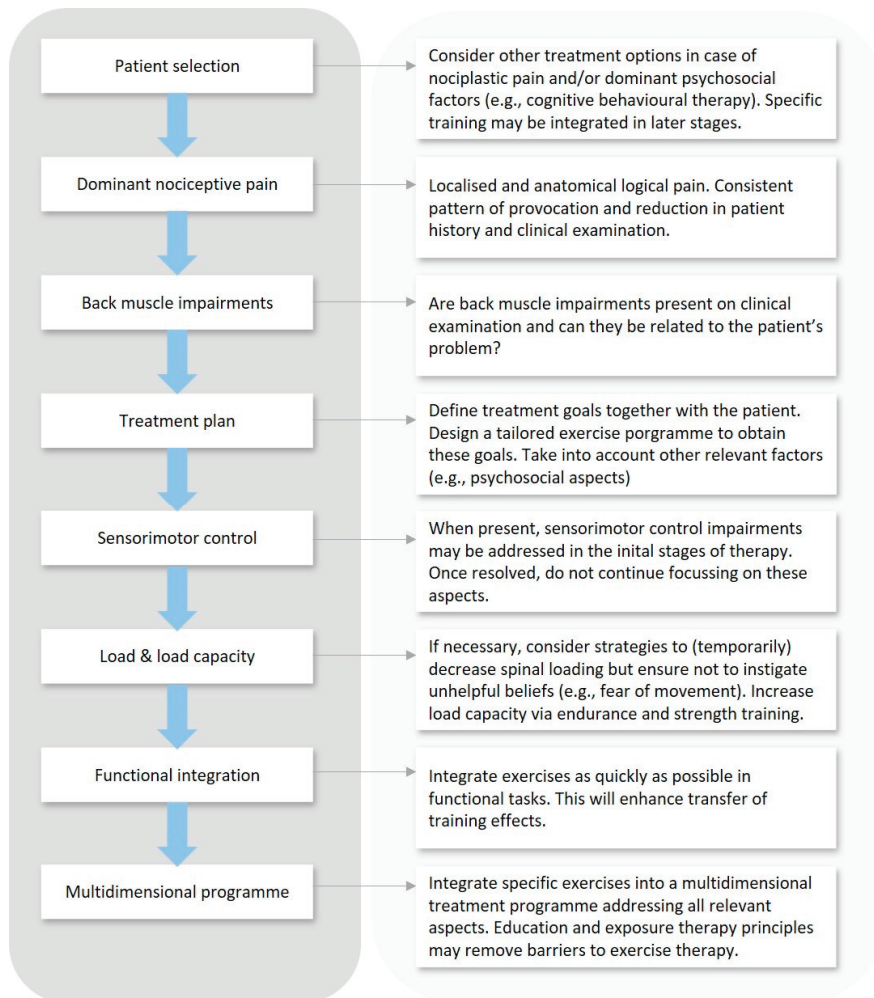 Patient selection
Consider other treatment options in case of
nociplastic pain and/or dominant psychosocial
factors (e.g., cognitive behavioural therapy). Specific
training may be integrated in later stages.
Dominant nociceptive pain
Localised and anatomical logical pain. Consistent
pattern of provocation and reduction in patient
history and clinical examination.
Back muscle impairments
Are back muscle impairments present on clinical
examination and can they be related to the patient's
problem?
Treatment plan
Define treatment goals together with the patient.
Design a tailored exercise porgramme to obtain
these goals. Take into account other relevant factors
(e.g., psychosocial aspects)
Sensorimotor control
When present, sensorimotor control impairments
may be addressed in the inital stages of therapy.
Once resolved, do not continue focussing on these
aspects.
Load & load capacity
If necessary, consider strategies to (temporarily)
decrease spinal loading but ensure not to instigate
unhelpful beliefs (e.g., fear of movement). Increase
load capacity via endurance and strength training.
Functional integration
Integrate exercises as quickly as possible in
functional tasks. This will enhance transfer of
training effects.
Multidimensional programme
Integrate specific exercises into a multidimensional
treatment programme addressing all relevant
aspects. Education and exposure therapy principles
may remove barriers to exercise therapy.